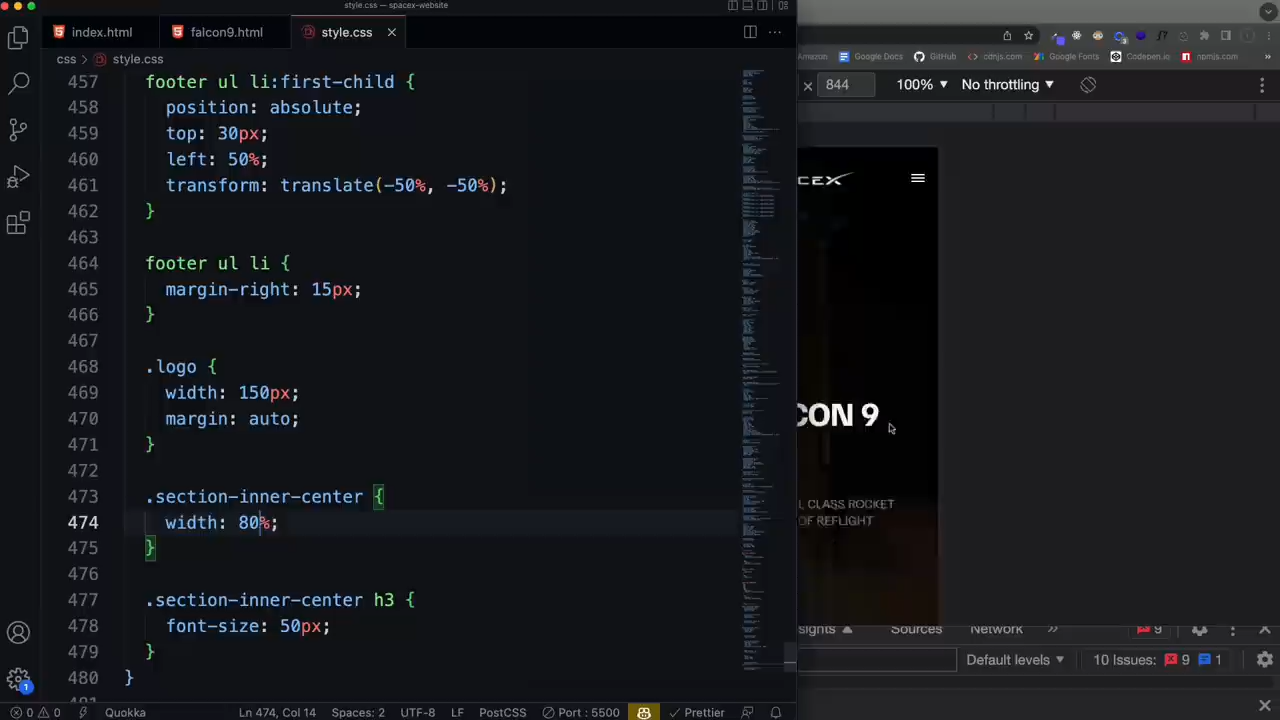 style.css — spacex-website
index.html
falcon9.html
style.css
css > style.css
457 footer ul li:first-child {
458 position: absolute;
459 top: 30px;
460 left: 50%;
461 transform: translate(-50%, -50%);
462 }
463
464 footer ul li {
465 margin-right: 15px;
466 }
467
468 .logo {
469 width: 150px;
470 margin: auto;
471 }
472
473 .section-inner-center {
474 width: 80%;
475 }
476
477 .section-inner-center h3 {
478 font-size: 50px;
479 }
480 }
1
0 0 Quokka Ln 474, Col 14 Spaces: 2 UTF-8 LF PostCSS Port : 5500 Prettier
Amazon Google Docs GitHub cdnjs.com Google Fonts Codepen.io npmjs.com
844 100% No throttling
CEX
CON 9
L CLASS ROCKET
OF REFLIGHT
Sources Network 9
Default levels 10 Issues: 1